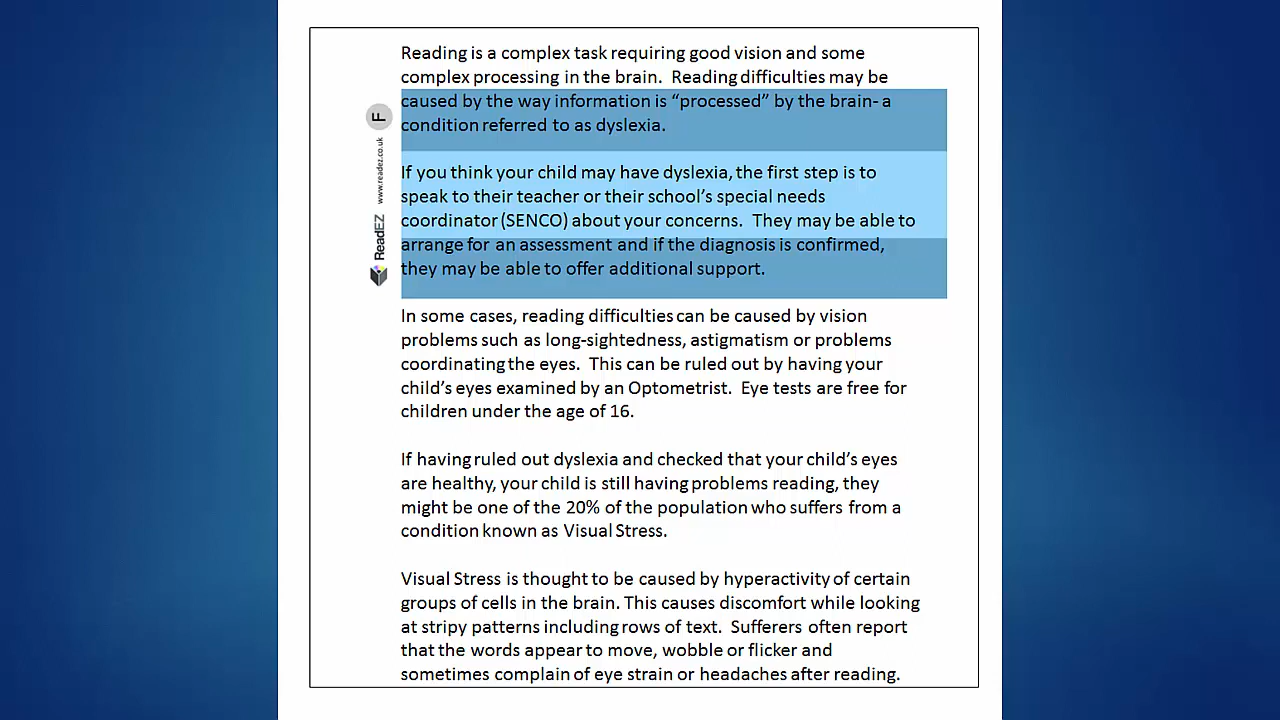 Reading is a complex task requiring good vision and some
complex processing in the brain.  Reading difficulties may be
caused by the way information is “processed” by the brain- a
condition referred to as dyslexia.
If you think your child may have dyslexia, the first step is to
speak to their teacher or their school’s special needs
coordinator (SENCO) about your concerns.  They may be able to
arrange for an assessment and if the diagnosis is confirmed,
they may be able to offer additional support.
F
www.readez.co.uk
ReadEZ
In some cases, reading difficulties can be caused by vision
problems such as long-sightedness, astigmatism or problems
coordinating the eyes.  This can be ruled out by having your
child’s eyes examined by an Optometrist.  Eye tests are free for
children under the age of 16.
If having ruled out dyslexia and checked that your child’s eyes
are healthy, your child is still having problems reading, they
might be one of the 20% of the population who suffers from a
condition known as Visual Stress.
Visual Stress is thought to be caused by hyperactivity of certain
groups of cells in the brain. This causes discomfort while looking
at stripy patterns including rows of text.  Sufferers often report
that the words appear to move, wobble or flicker and
sometimes complain of eye strain or headaches after reading.